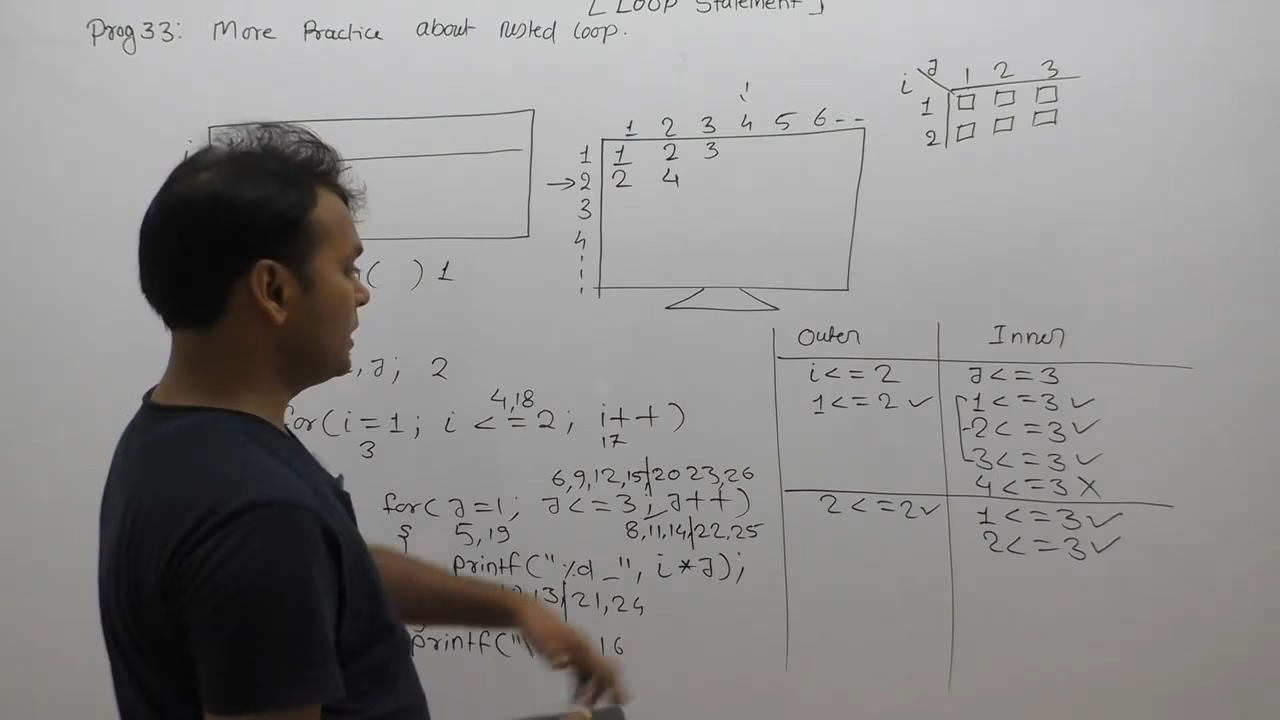 [ Loop Statement ]
Prog 33: More Practice about nested loop.
i J 1 2 3
1
2
1 2 3 4 5 6 - -
1 1 2 3
→ 2 2 4
3
4
( ) 1
, J; 2
Outer Inner
i <= 2 J <= 3
1 <= 2 ✓ 1 <= 3 ✓
2 <= 3 ✓
3 <= 3 ✓
4 <= 3 X
2 <= 2 ✓ 1 <= 3 ✓
2 <= 3 ✓
4,18
for(i=1; i <= 2; i++)
3 17
6,9,12,15/20 23,26
for(J=1; J<=3; J++)
{ 5,19 8,11,14/22,25
printf("%d _", i*J);
13/21,24
printf("\ 16